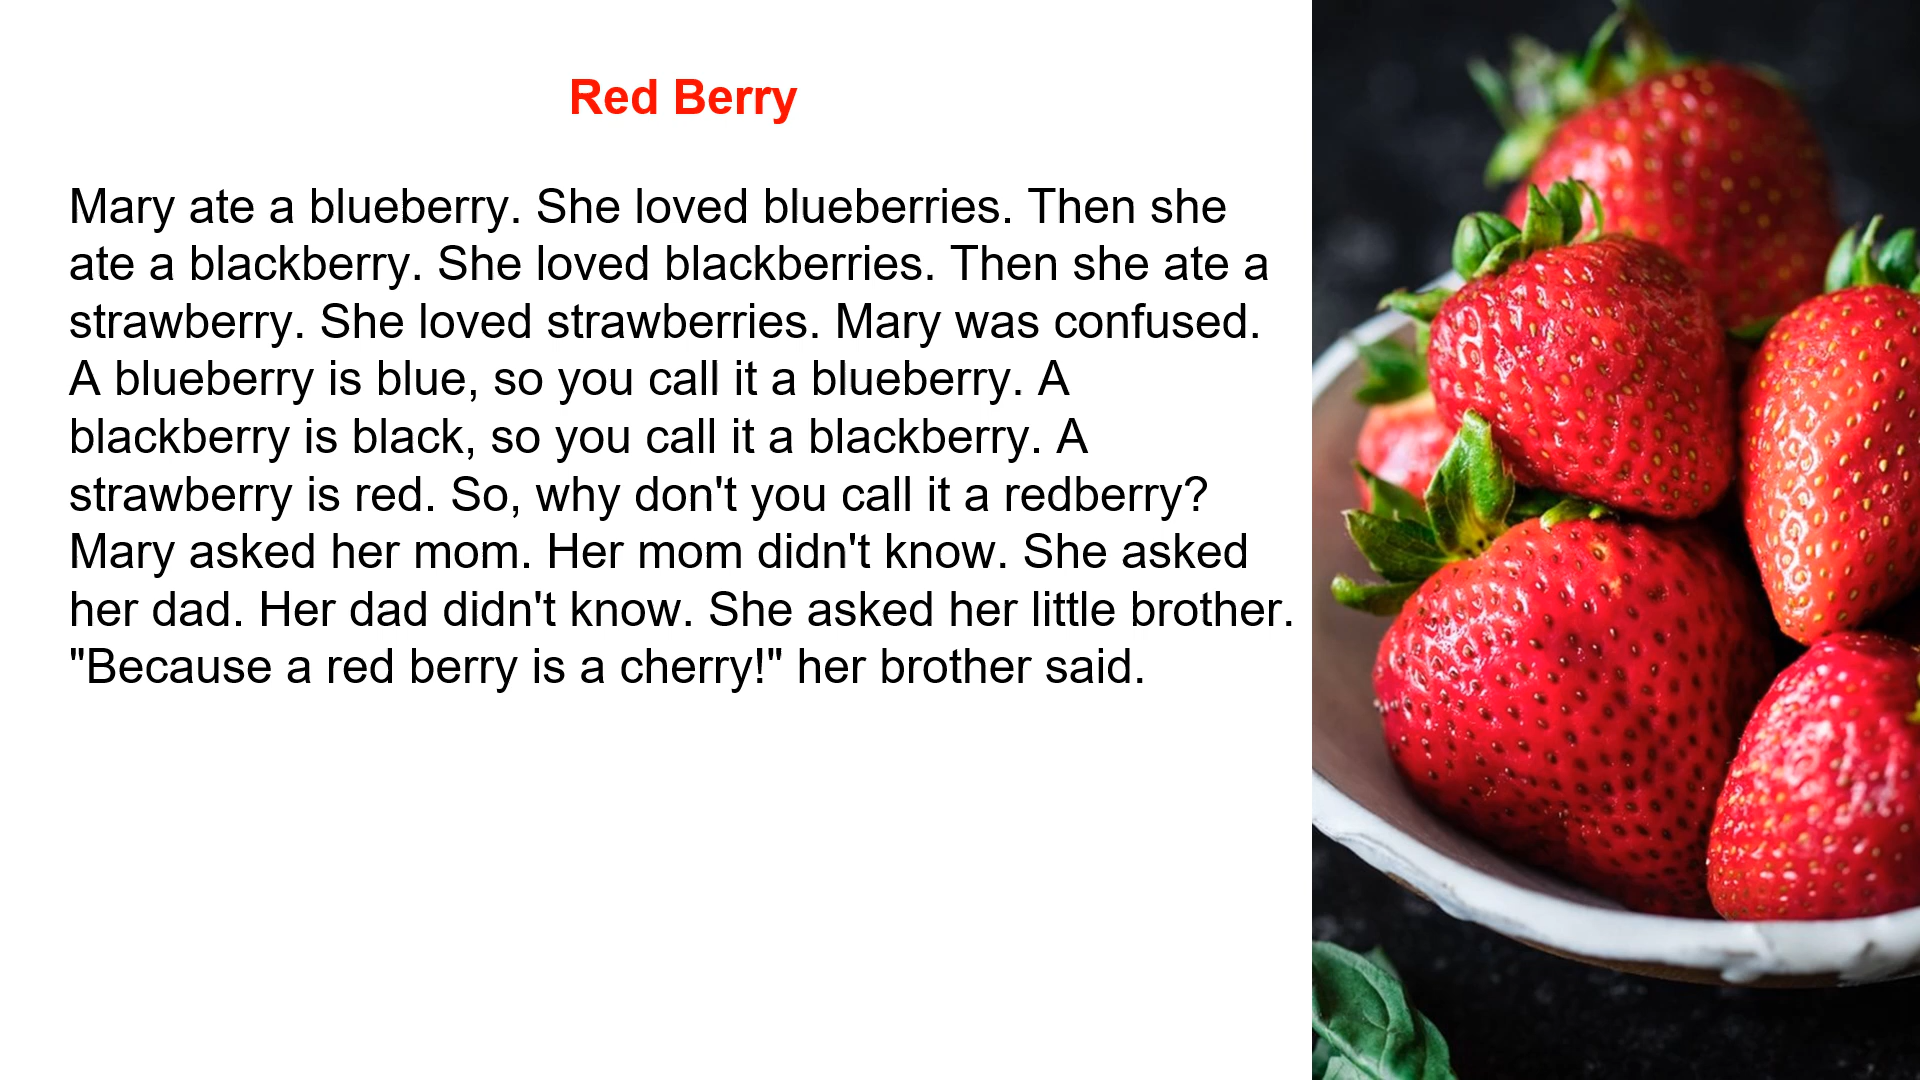 Red Berry
Mary ate a blueberry. She loved blueberries. Then she
ate a blackberry. She loved blackberries. Then she ate a
strawberry. She loved strawberries. Mary was confused.
A blueberry is blue, so you call it a blueberry. A
blackberry is black, so you call it a blackberry. A
strawberry is red. So, why don't you call it a redberry?
Mary asked her mom. Her mom didn't know. She asked
her dad. Her dad didn't know. She asked her little brother.
"Because a red berry is a cherry!" her brother said.